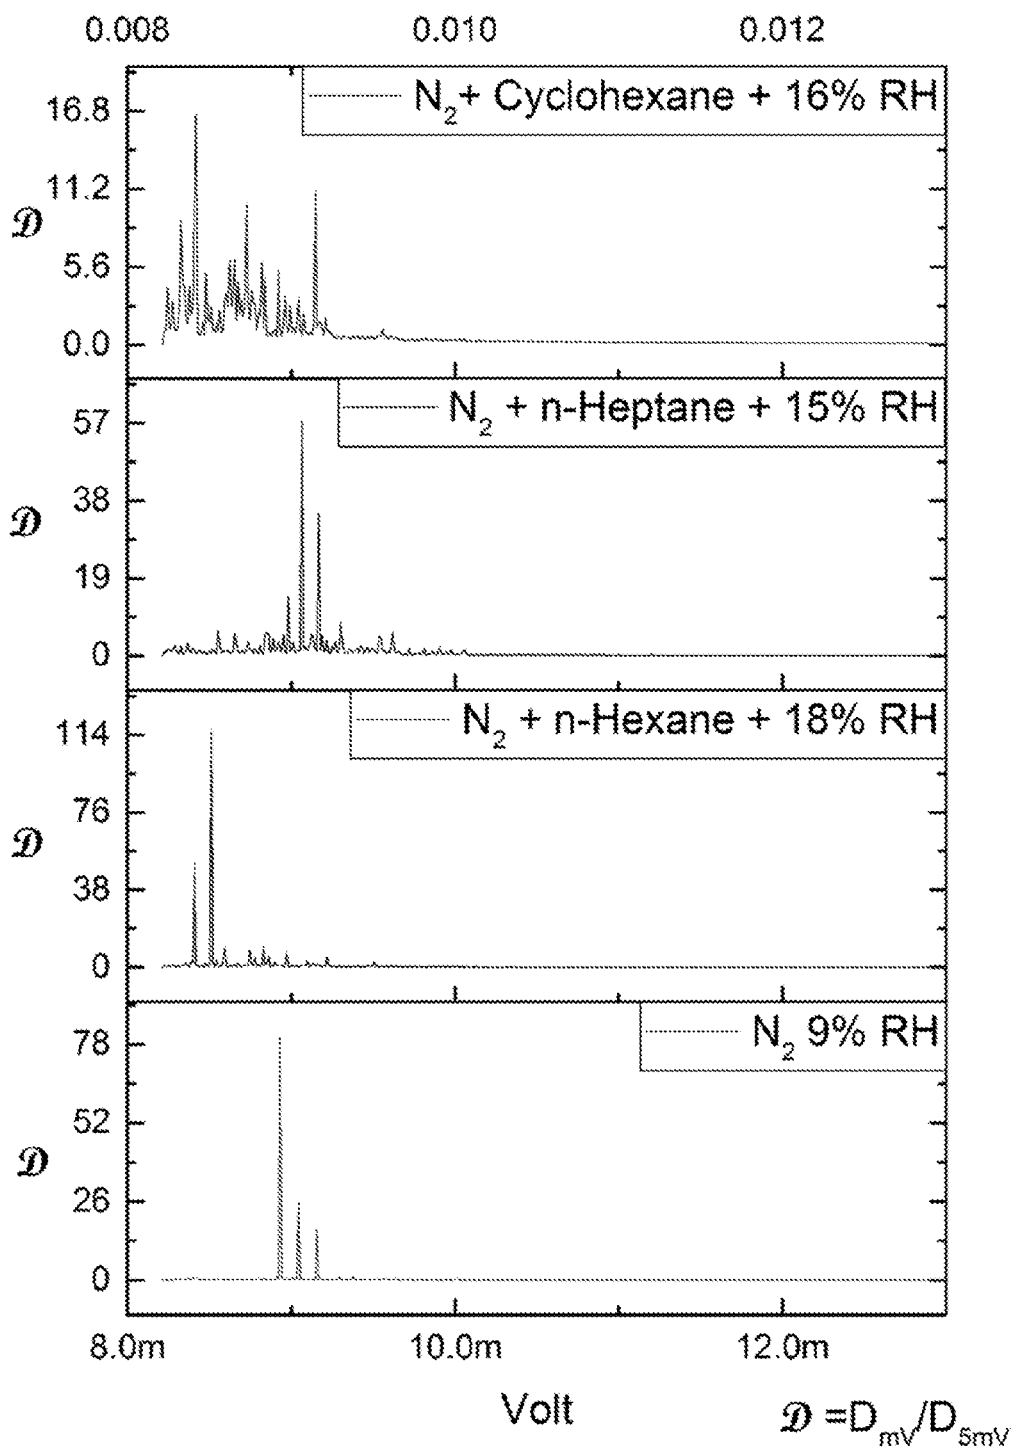 0.008 0.010 0.012
N₂+ Cyclohexane + 16% RH
16.8
11.2
𝒟
5.6
0.0
N₂ + n-Heptane + 15% RH
57
38
𝒟
19
0
N₂ + n-Hexane + 18% RH
114
76
𝒟
38
0
N₂ 9% RH
78
52
𝒟
26
0
8.0m 10.0m 12.0m
Volt
𝒟 =D_mV/D_5mV